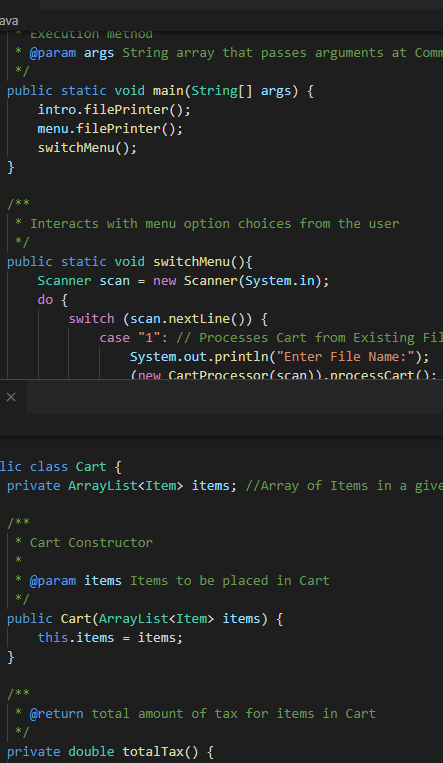 ava
* Execution method
* @param args String array that passes arguments at Comm
*/
public static void main(String[] args) {
intro.filePrinter();
menu.filePrinter();
switchMenu();
}
/**
* Interacts with menu option choices from the user
*/
public static void switchMenu(){
Scanner scan = new Scanner(System.in);
do {
switch (scan.nextLine()) {
case "1": // Processes Cart from Existing Fil
System.out.println("Enter File Name:");
(new CartProcessor(scan)).processCart();
×
lic class Cart {
private ArrayList<Item> items; //Array of Items in a give
/**
* Cart Constructor
*
* @param items Items to be placed in Cart
*/
public Cart(ArrayList<Item> items) {
this.items = items;
}
/**
* @return total amount of tax for items in Cart
*/
private double totalTax() {